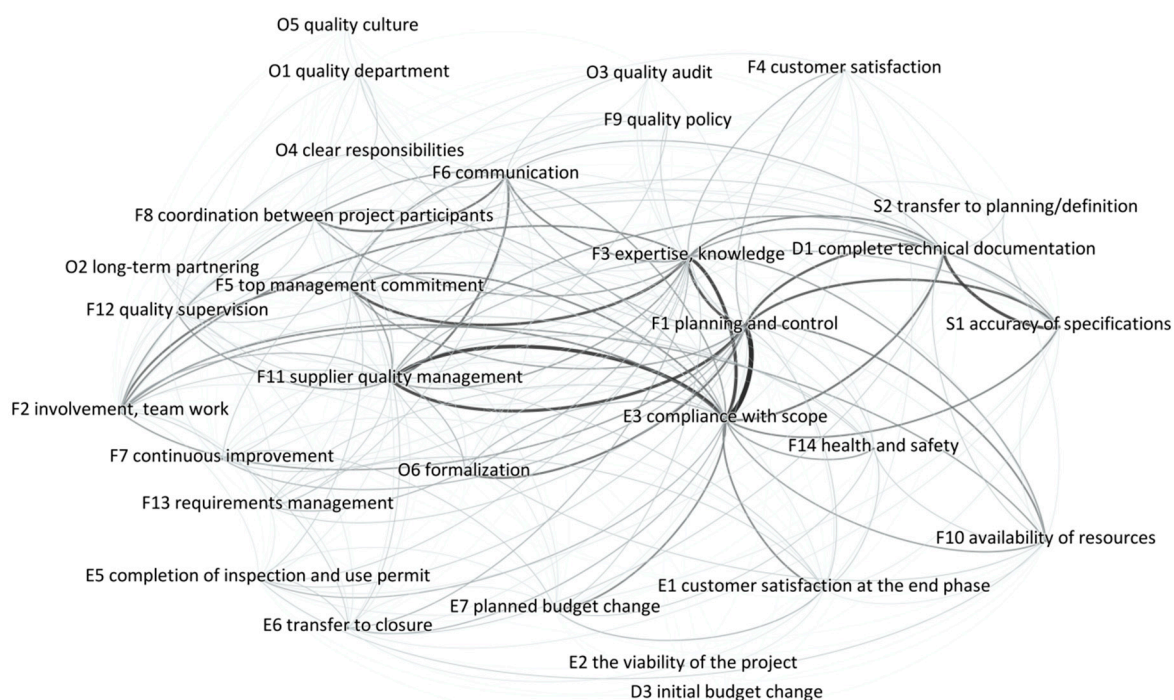 O5 quality culture
O1 quality department
O3 quality audit
F4 customer satisfaction
F9 quality policy
O4 clear responsibilities
F6 communication
S2 transfer to planning/definition
F8 coordination between project participants
F3 expertise, knowledge
D1 complete technical documentation
O2 long-term partnering
F5 top management commitment
F12 quality supervision
F1 planning and control
S1 accuracy of specifications
F11 supplier quality management
F2 involvement, team work
E3 compliance with scope
F14 health and safety
F7 continuous improvement
O6 formalization
F13 requirements management
F10 availability of resources
E5 completion of inspection and use permit
E1 customer satisfaction at the end phase
E7 planned budget change
E6 transfer to closure
E2 the viability of the project
D3 initial budget change